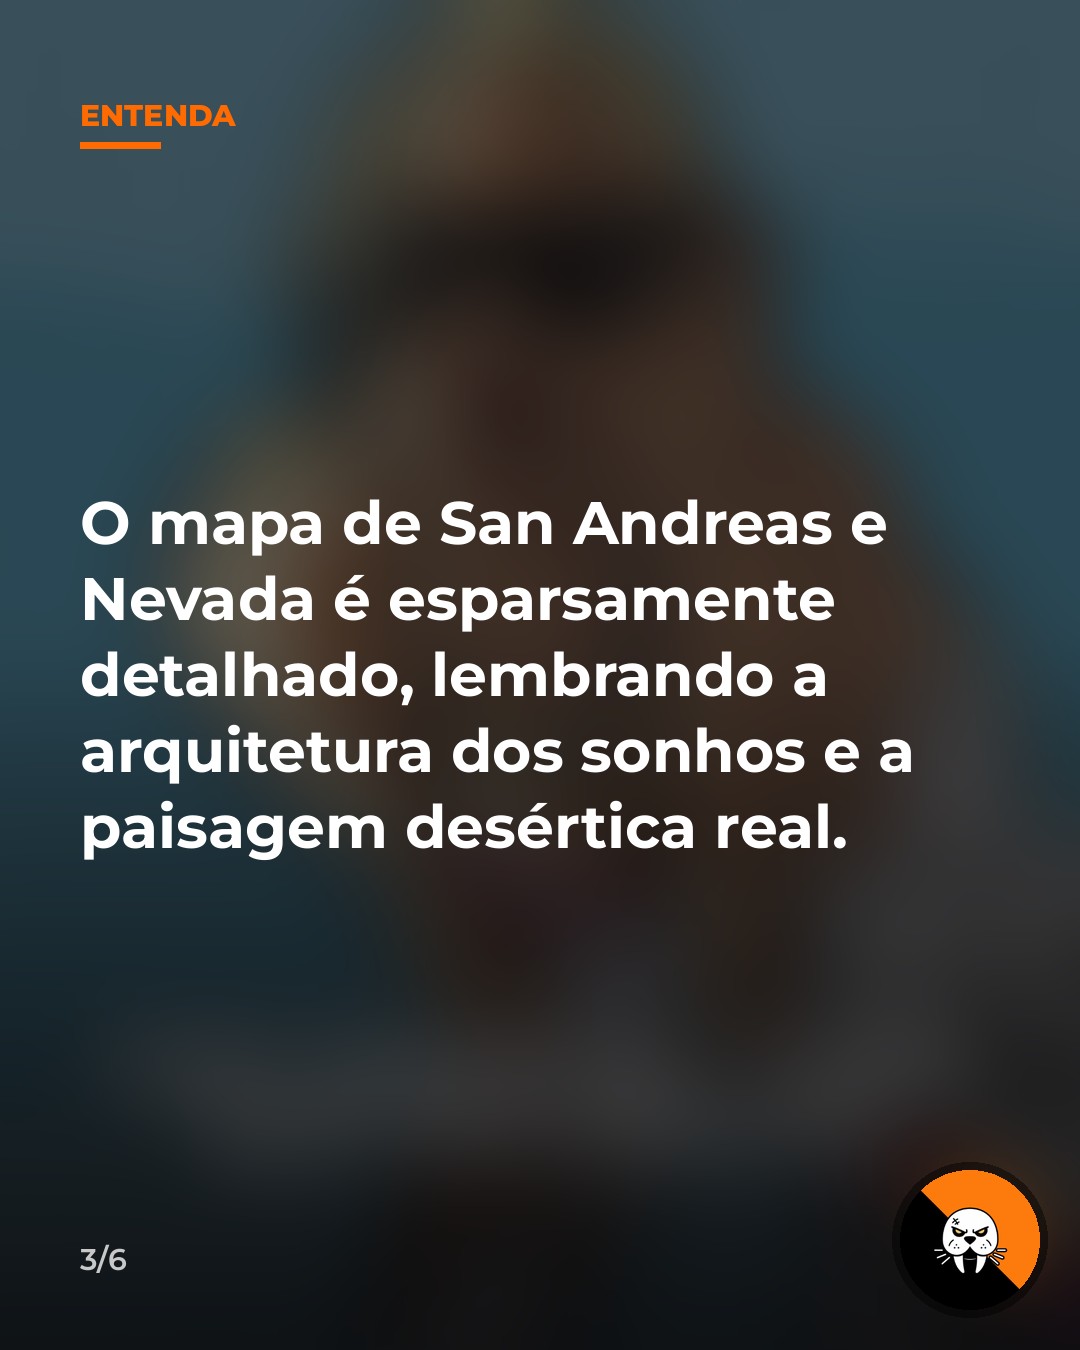 ENTENDA
O mapa de San Andreas e
Nevada é esparsamente
detalhado, lembrando a
arquitetura dos sonhos e a
paisagem desértica real.
3/6